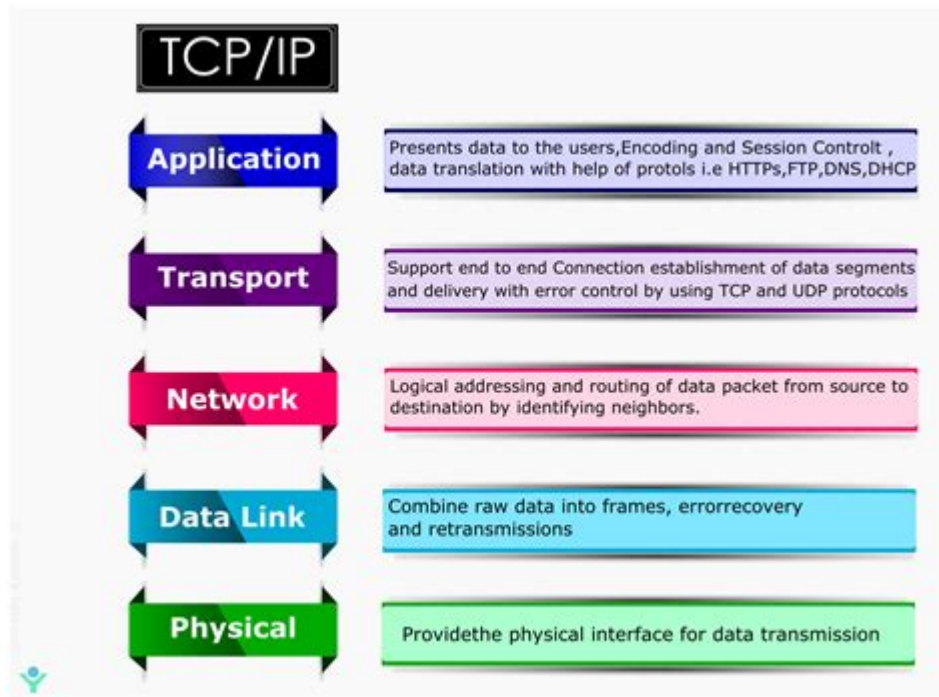 TCP/IP
Application
Presents data to the users,Encoding and Session Controlt ,
data translation with help of protols i.e HTTPs,FTP,DNS,DHCP
Transport
Support end to end Connection establishment of data segments
and delivery with error control by using TCP and UDP protocols
Network
Logical addressing and routing of data packet from source to
destination by identifying neighbors.
Data Link
Combine raw data into frames, errorrecovery
and retransmissions
Physical
Providethe physical interface for data transmission